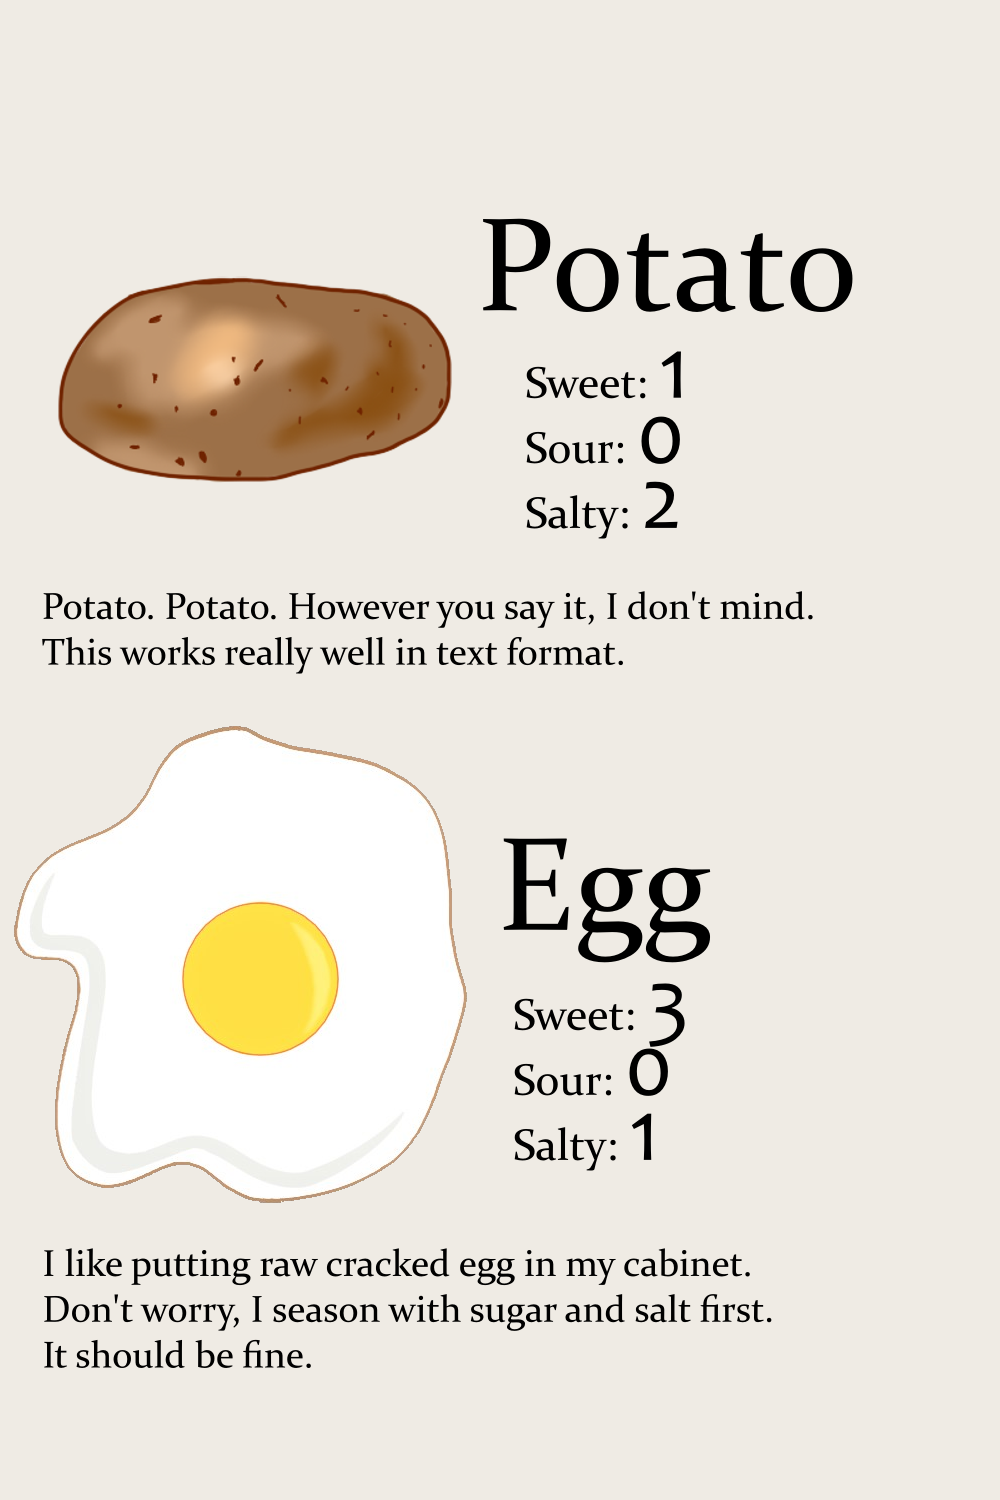 Potato
Sweet: 1
Sour: 0
Salty: 2
Potato. Potato. However you say it, I don't mind.
This works really well in text format.
Egg
Sweet: 3
Sour: 0
Salty: 1
I like putting raw cracked egg in my cabinet.
Don't worry, I season with sugar and salt first.
It should be fine.